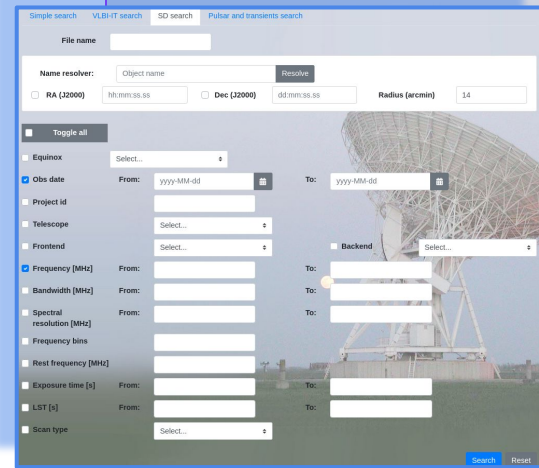 Simple search VLBI-IT search SD search Pulsar and transients search
File name
Name resolver: Object name Resolve
RA (J2000) hh:mm:ss.ss Dec (J2000) dd:mm:ss.ss Radius (arcmin) 14
Toggle all
Equinox Select...
Obs date From: yyyy-MM-dd To: yyyy-MM-dd
Project id
Telescope Select...
Frontend Select... Backend Select...
Frequency [MHz] From: To:
Bandwidth [MHz] From: To:
Spectral From: To:
resolution [MHz]
Frequency bins
Rest frequency [MHz]
Exposure time [s] From: To:
LST [s] From: To:
Scan type Select...
Search Reset